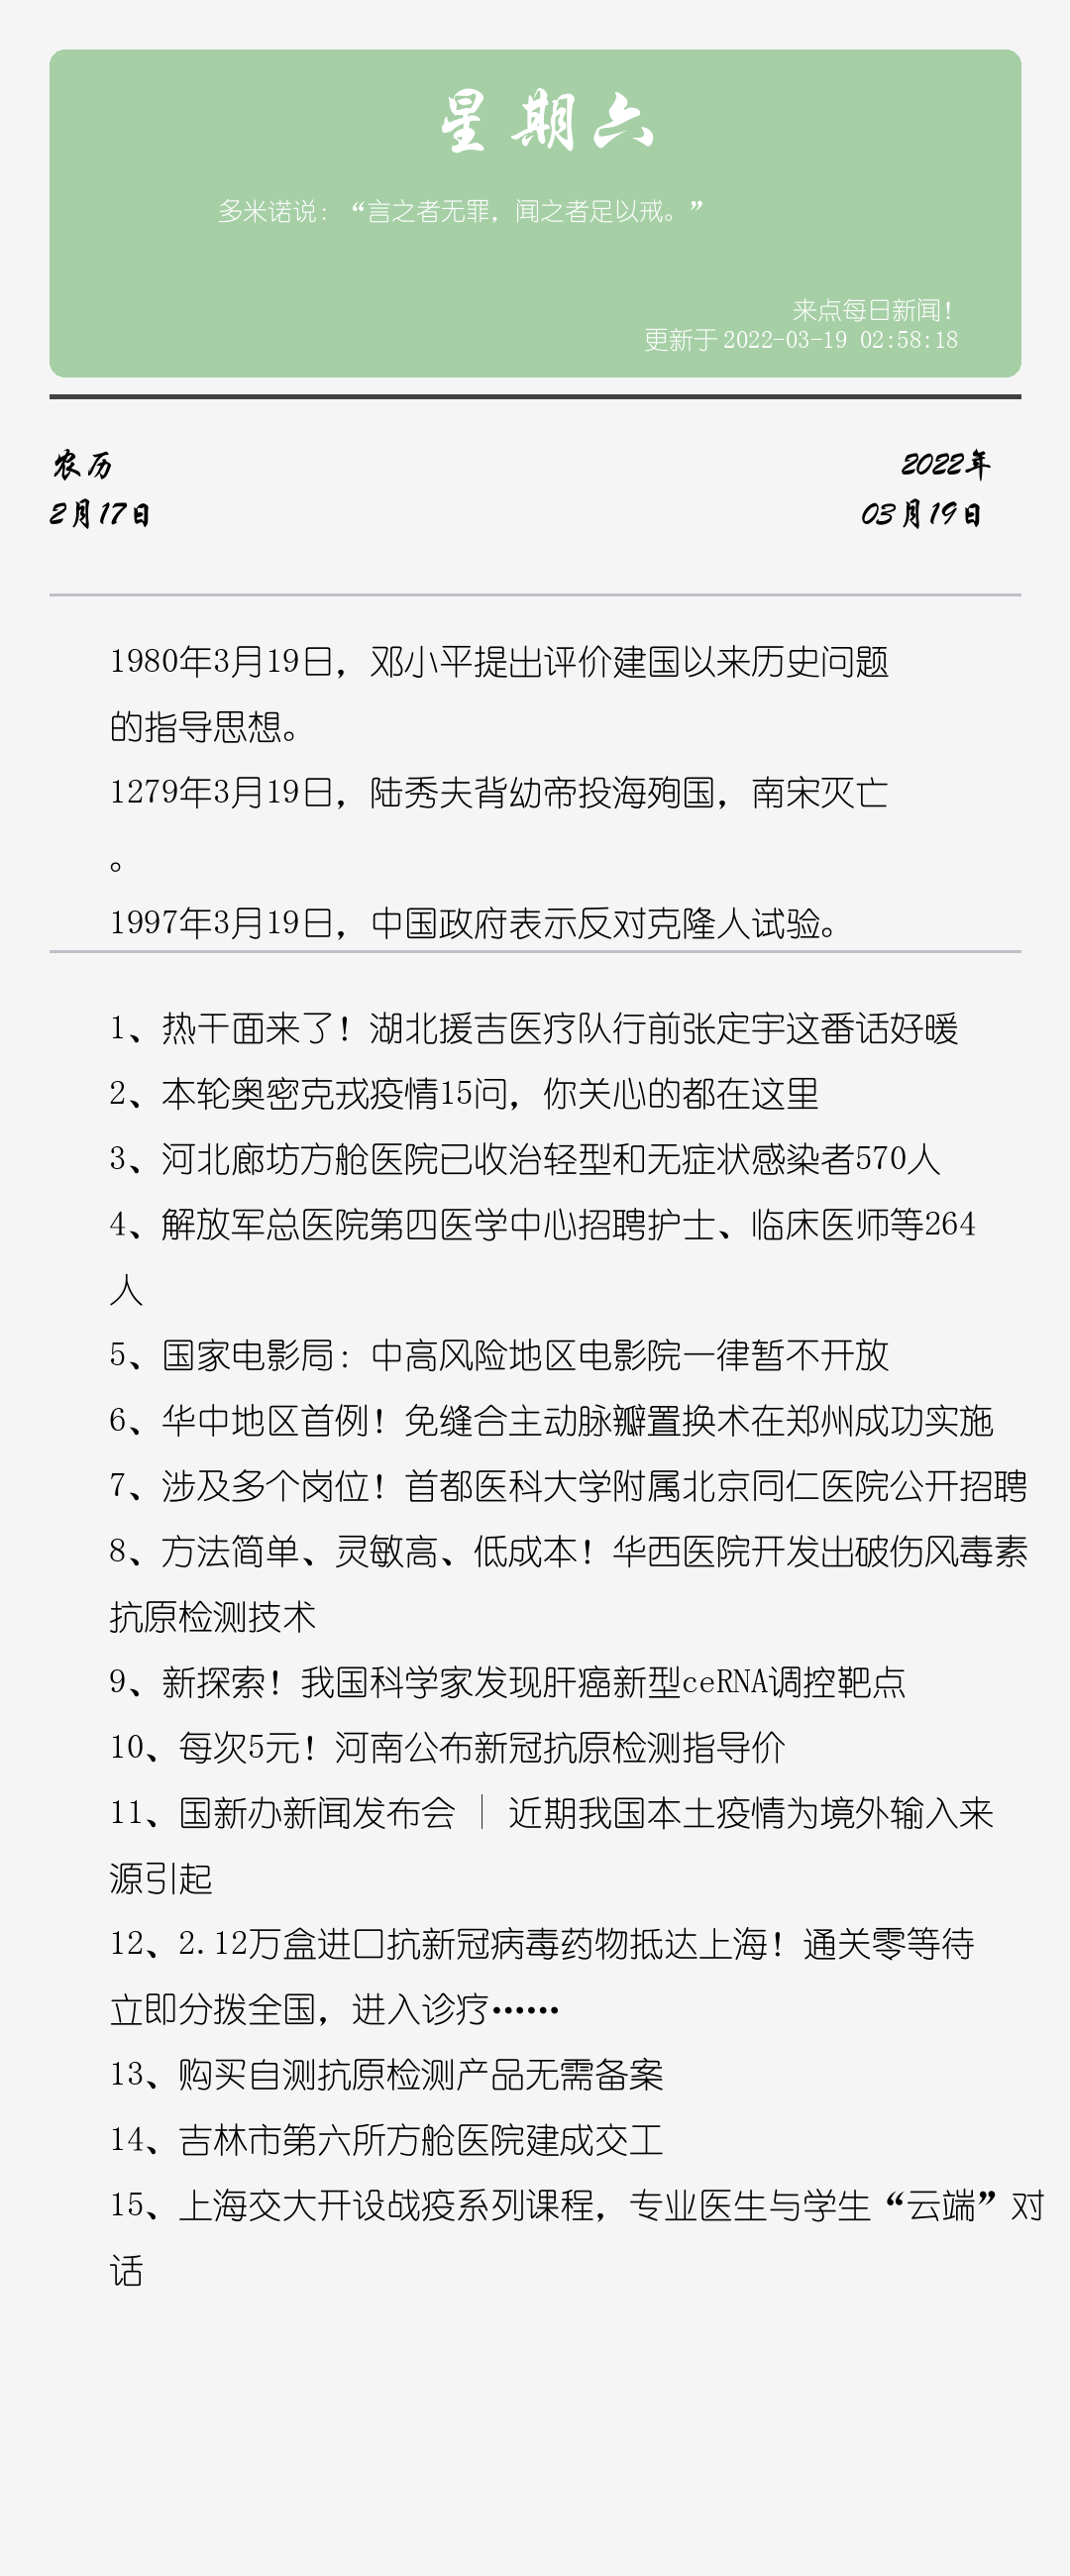 星期六
多米诺说：“言之者无罪，闻之者足以戒。”
来点每日新闻！
更新于2022-03-19 02:58:18
农历
2022年
2月17日
03月19日
1980年3月19日，邓小平提出评价建国以来历史问题
的指导思想。
1279年3月19日，陆秀夫背幼帝投海殉国，南宋灭亡
。
1997年3月19日，中国政府表示反对克隆人试验。
1、热干面来了！湖北援吉医疗队行前张定宇这番话好暖
2、本轮奥密克戎疫情15问，你关心的都在这里
3、河北廊坊方舱医院已收治轻型和无症状感染者570人
4、解放军总医院第四医学中心招聘护士、临床医师等264
人
5、国家电影局：中高风险地区电影院一律暂不开放
6、华中地区首例！免缝合主动脉瓣置换术在郑州成功实施
7、涉及多个岗位！首都医科大学附属北京同仁医院公开招聘
8、方法简单、灵敏高、低成本！华西医院开发出破伤风毒素
抗原检测技术
9、新探索！我国科学家发现肝癌新型ceRNA调控靶点
10、每次5元！河南公布新冠抗原检测指导价
11、国新办新闻发布会 | 近期我国本土疫情为境外输入来
源引起
12、2.12万盒进口抗新冠病毒药物抵达上海！通关零等待
立即分拨全国，进入诊疗……
13、购买自测抗原检测产品无需备案
14、吉林市第六所方舱医院建成交工
15、上海交大开设战疫系列课程，专业医生与学生“云端”对
话